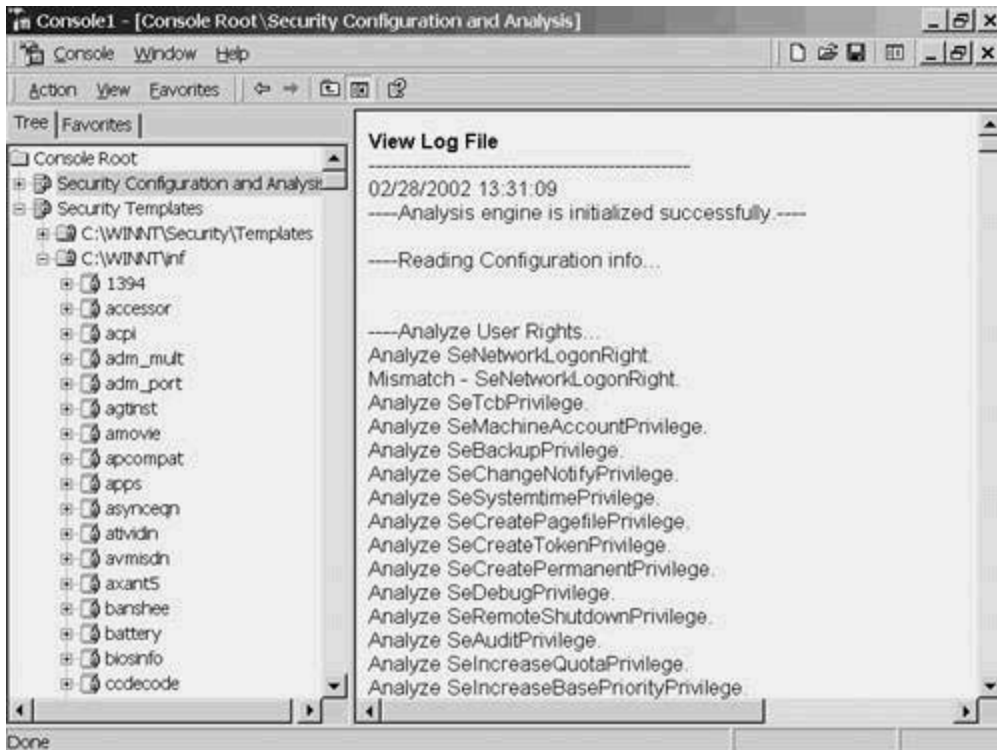 Console1 - [Console Root\Security Configuration and Analysis]
Console Window Help
Action View Favorites
Tree Favorites
Console Root
Security Configuration and Analysis
Security Templates
C:\WINNT\Security\Templates
C:\WINNT\inf
1394
accessor
acpi
adm_mult
adm_port
agtinst
amovie
apcompat
apps
asynceqn
atividin
avmisdn
axant5
banshee
battery
biosinfo
ccdecode
View Log File
-------------------------------------------
02/28/2002 13:31:09
----Analysis engine is initialized successfully.----
----Reading Configuration info...
----Analyze User Rights...
Analyze SeNetworkLogonRight.
Mismatch - SeNetworkLogonRight.
Analyze SeTcbPrivilege.
Analyze SeMachineAccountPrivilege.
Analyze SeBackupPrivilege.
Analyze SeChangeNotifyPrivilege.
Analyze SeSystemtimePrivilege.
Analyze SeCreatePagefilePrivilege.
Analyze SeCreateTokenPrivilege.
Analyze SeCreatePermanentPrivilege.
Analyze SeDebugPrivilege.
Analyze SeRemoteShutdownPrivilege.
Analyze SeAuditPrivilege.
Analyze SeIncreaseQuotaPrivilege.
Analyze SeIncreaseBasePriorityPrivilege.
Done